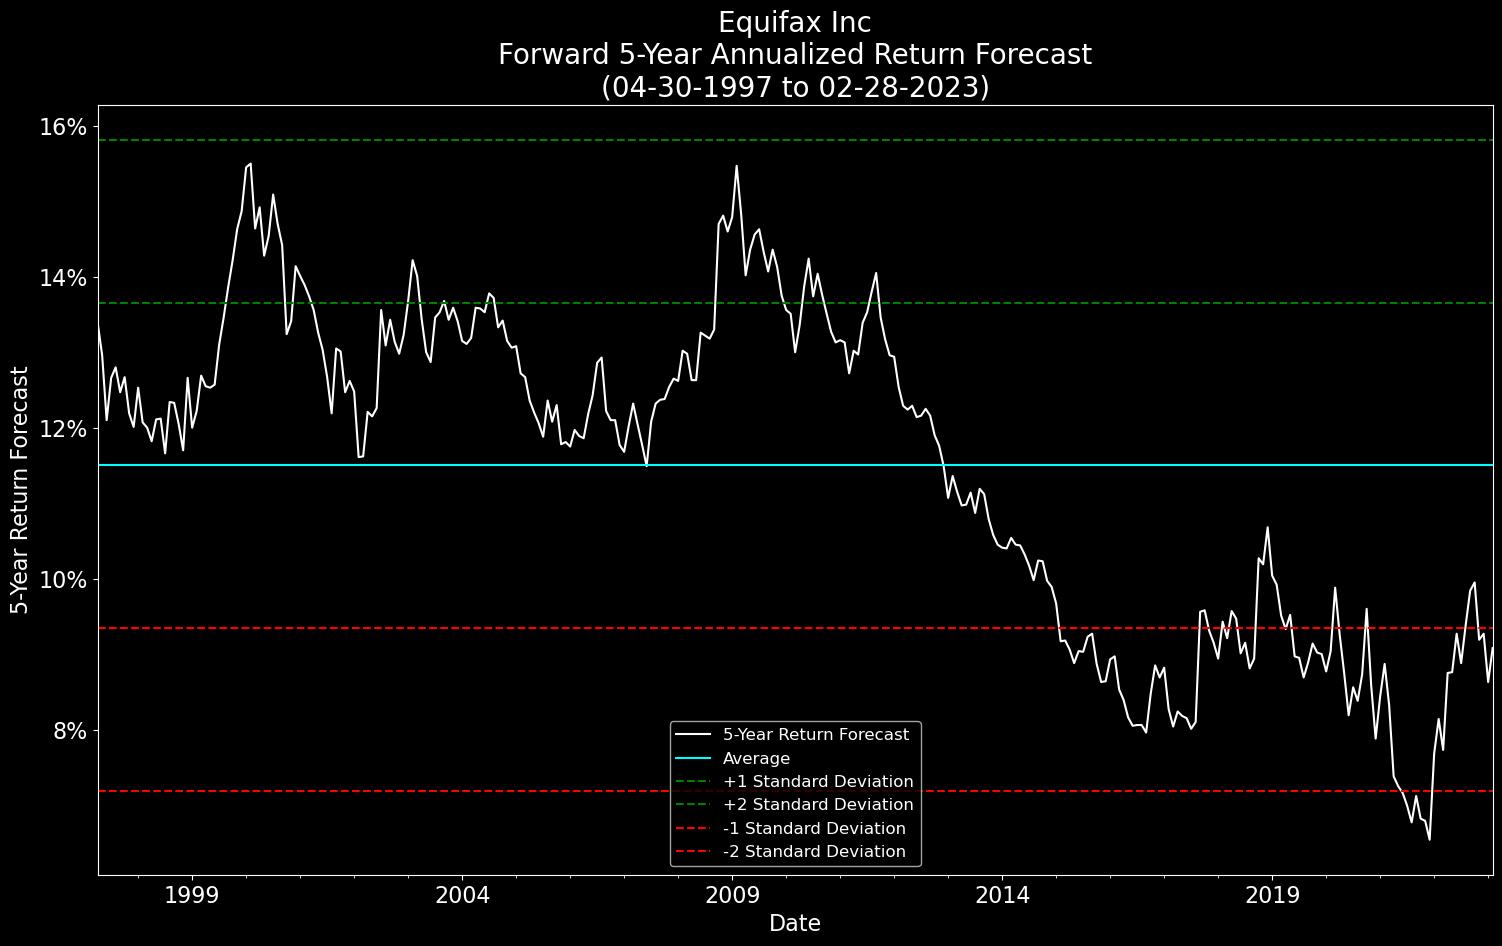 Equifax Inc
Forward 5-Year Annualized Return Forecast
(04-30-1997 to 02-28-2023)
5-Year Return Forecast
16%
14%
12%
10%
8%
5-Year Return Forecast
Average
+1 Standard Deviation
+2 Standard Deviation
-1 Standard Deviation
-2 Standard Deviation
1999 2004 2009 2014 2019
Date